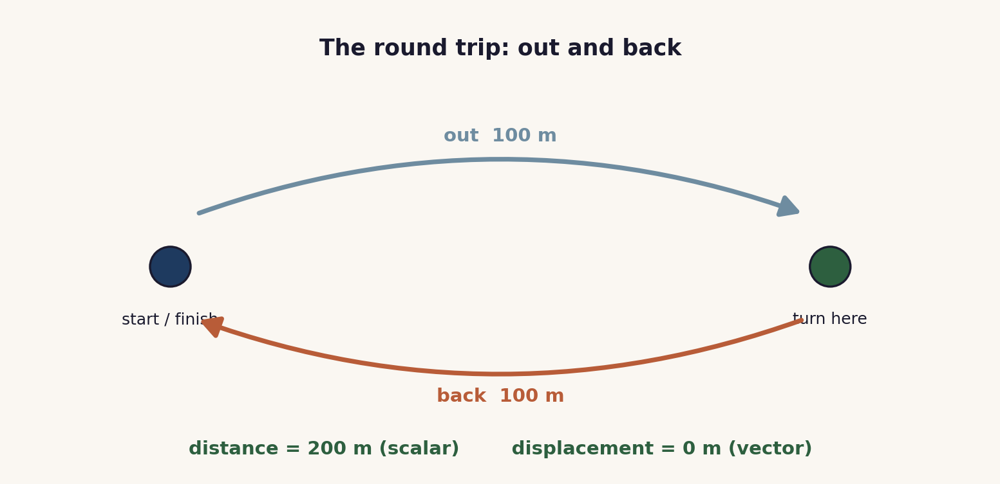 The round trip: out and back
out 100 m
start / finish
turn here
back 100 m
distance = 200 m (scalar) displacement = 0 m (vector)